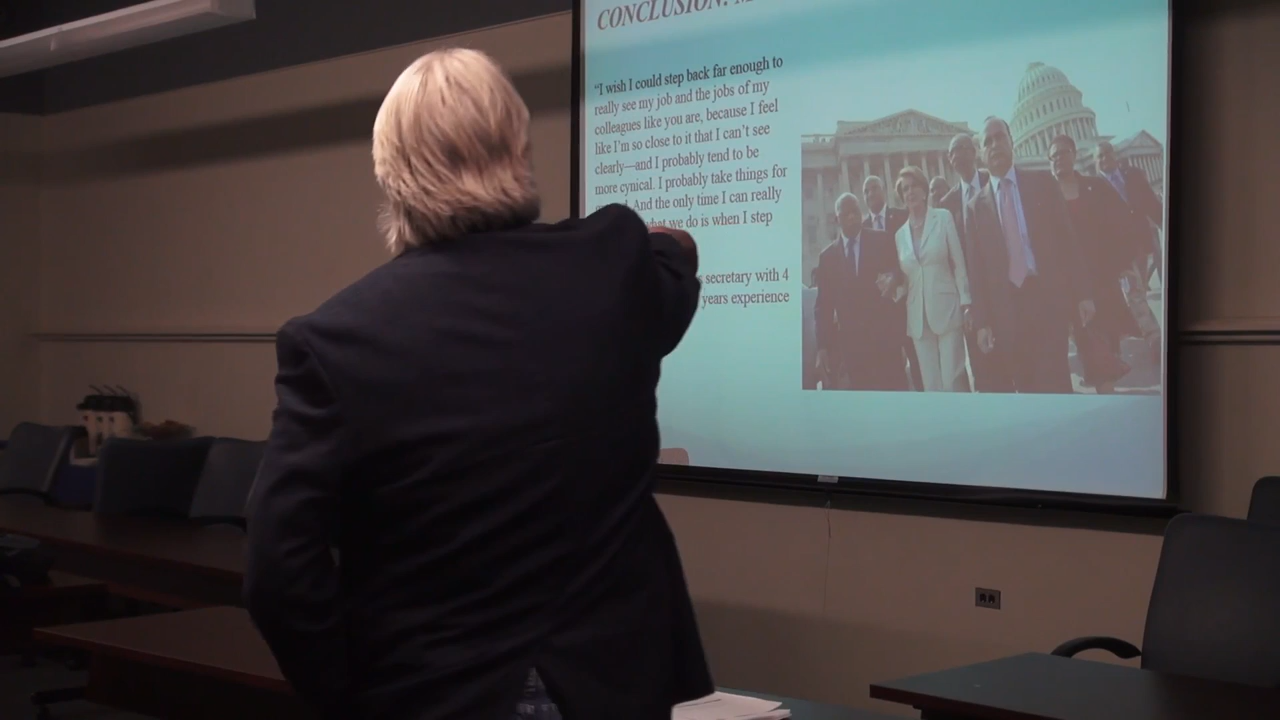 CONCLUSION:
“I wish I could step back far enough to
really see my job and the jobs of my
colleagues like you are, because I feel
like I’m so close to it that I can’t see
clearly—and I probably tend to be
more cynical. I probably take things for
And the only time I can really
what we do is when I step
secretary with 4
years experience